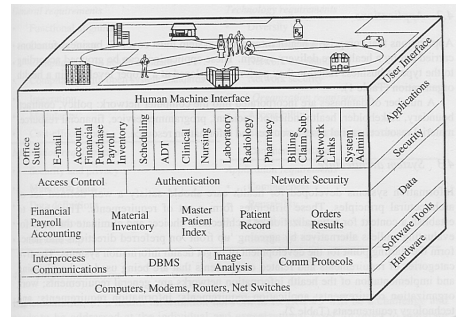 Rx
Human Machine Interface
Office
Suite
E-mail
Account
Financial
Purchase
Payroll
Inventory
Scheduling
ADT
Clinical
Nursing
Laboratory
Radiology
Pharmacy
Billing
Claim Sub.
Network
Links
System
Admin
Access Control
Authentication
Network Security
Financial
Payroll
Accounting
Material
Inventory
Master
Patient
Index
Patient
Record
Orders
Results
Interprocess
Communications
DBMS
Image
Analysis
Comm Protocols
Computers, Modems, Routers, Net Switches
User Interface
Applications
Security
Data
Software Tools
Hardware